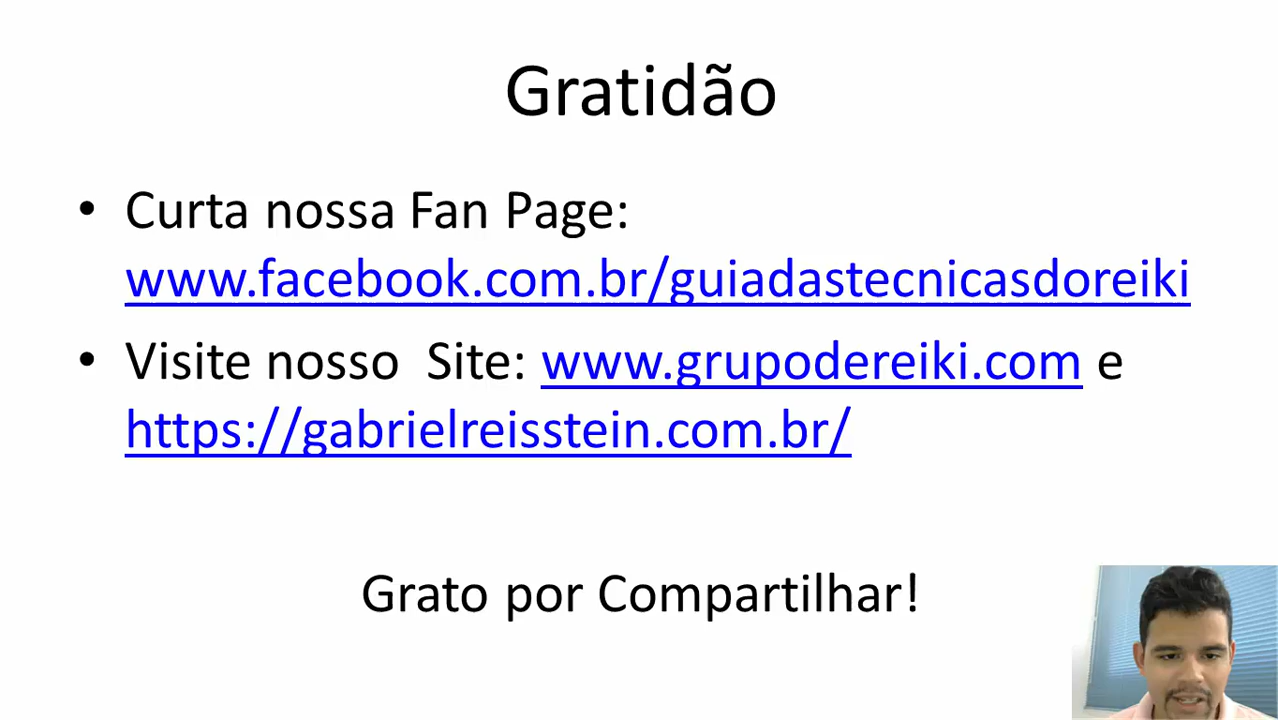 Gratidão
• Curta nossa Fan Page:
www.facebook.com.br/guiadastecnicasdoreiki
• Visite nosso  Site: www.grupodereiki.com e
https://gabrielreisstein.com.br/
Grato por Compartilhar!